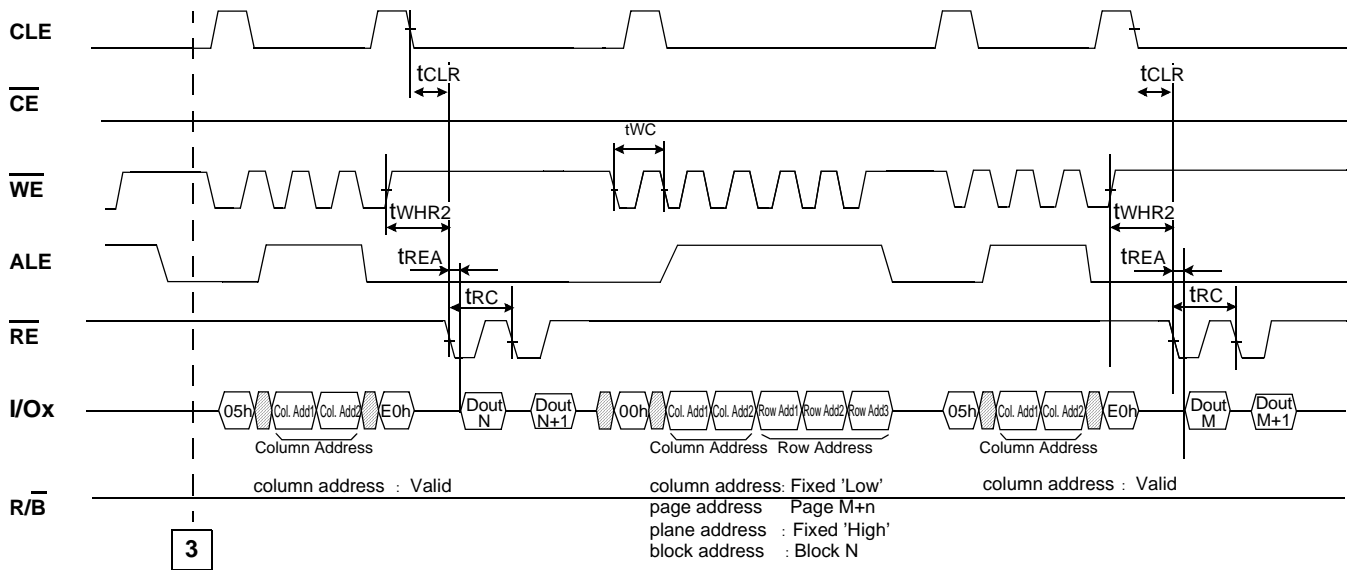 CLE
tCLR tCLR
CE
tWC
WE
tWHR2 tWHR2
ALE
tREA tREA
tRC tRC
RE
I/Ox
05h Col. Add1 Col. Add2 E0h Dout N Dout N+1 00h Col. Add1 Col. Add2 Row Add1 Row Add2 Row Add3 05h Col. Add1 Col. Add2 E0h Dout M Dout M+1
Column Address Column Address Row Address Column Address
column address : Valid column address: Fixed 'Low' column address : Valid
R/B
page address Page M+n
plane address : Fixed 'High'
block address : Block N
3